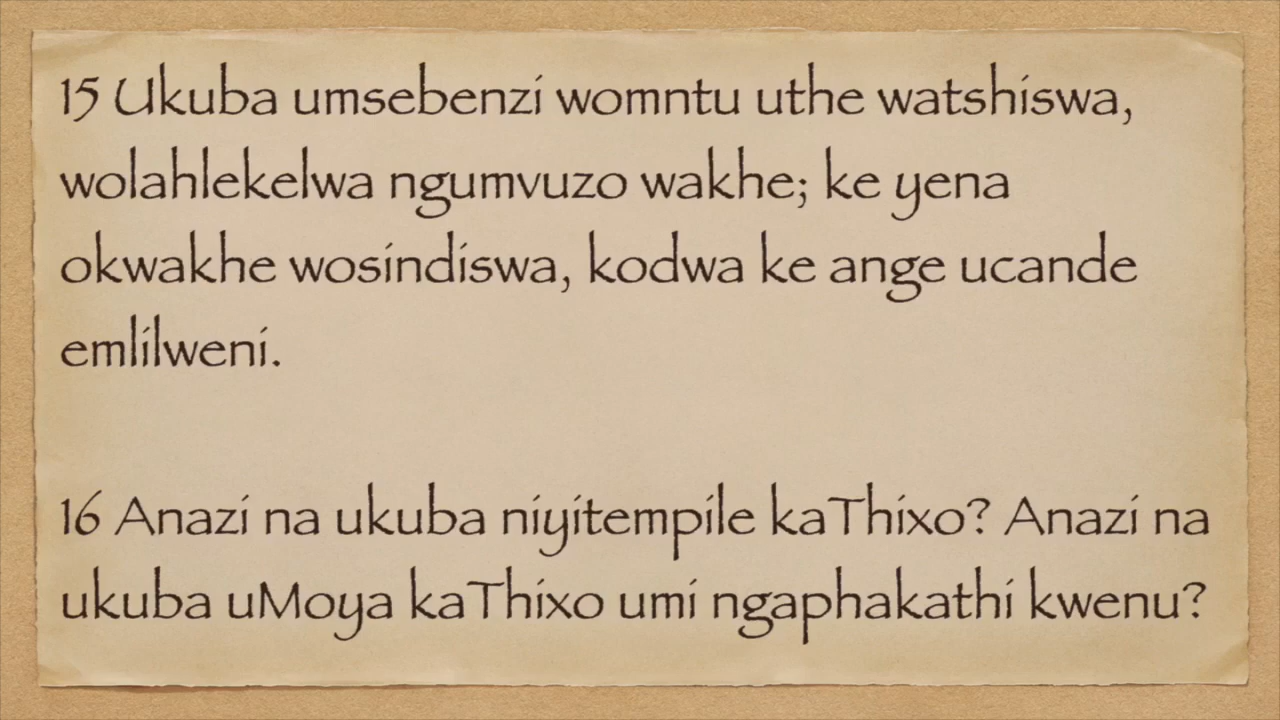 15 Ukuba umsebenzi womntu uthe watshiswa,
wolahlekelwa ngumvuzo wakhe; ke yena
okwakhe wosindiswa, kodwa ke ange ucande
emlilweni.
16 Anazi na ukuba niyitempile kaThixo? Anazi na
ukuba uMoya kaThixo umi ngaphakathi kwenu?